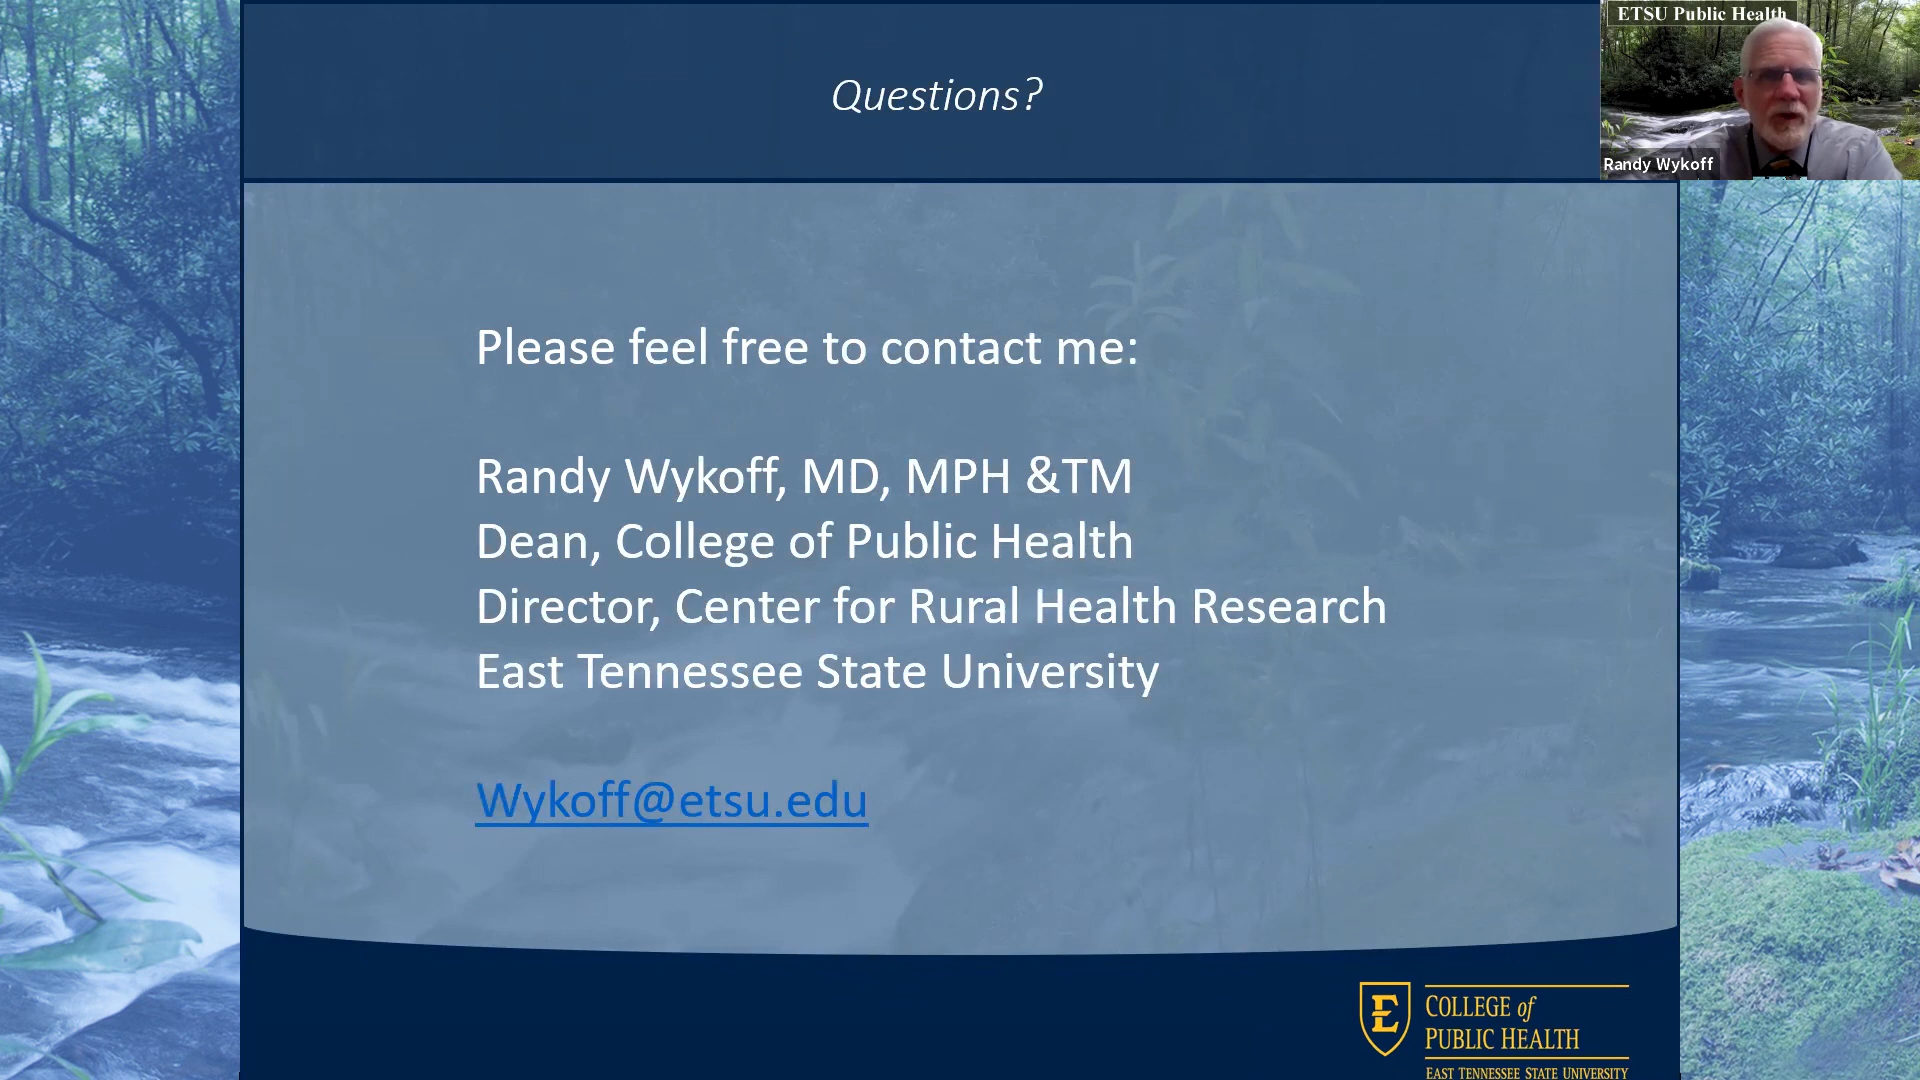 Questions?
ETSU Public Health
Randy Wykoff
Please feel free to contact me:
Randy Wykoff, MD, MPH &TM
Dean, College of Public Health
Director, Center for Rural Health Research
East Tennessee State University
Wykoff@etsu.edu
E
COLLEGE of
PUBLIC HEALTH
EAST TENNESSEE STATE UNIVERSITY